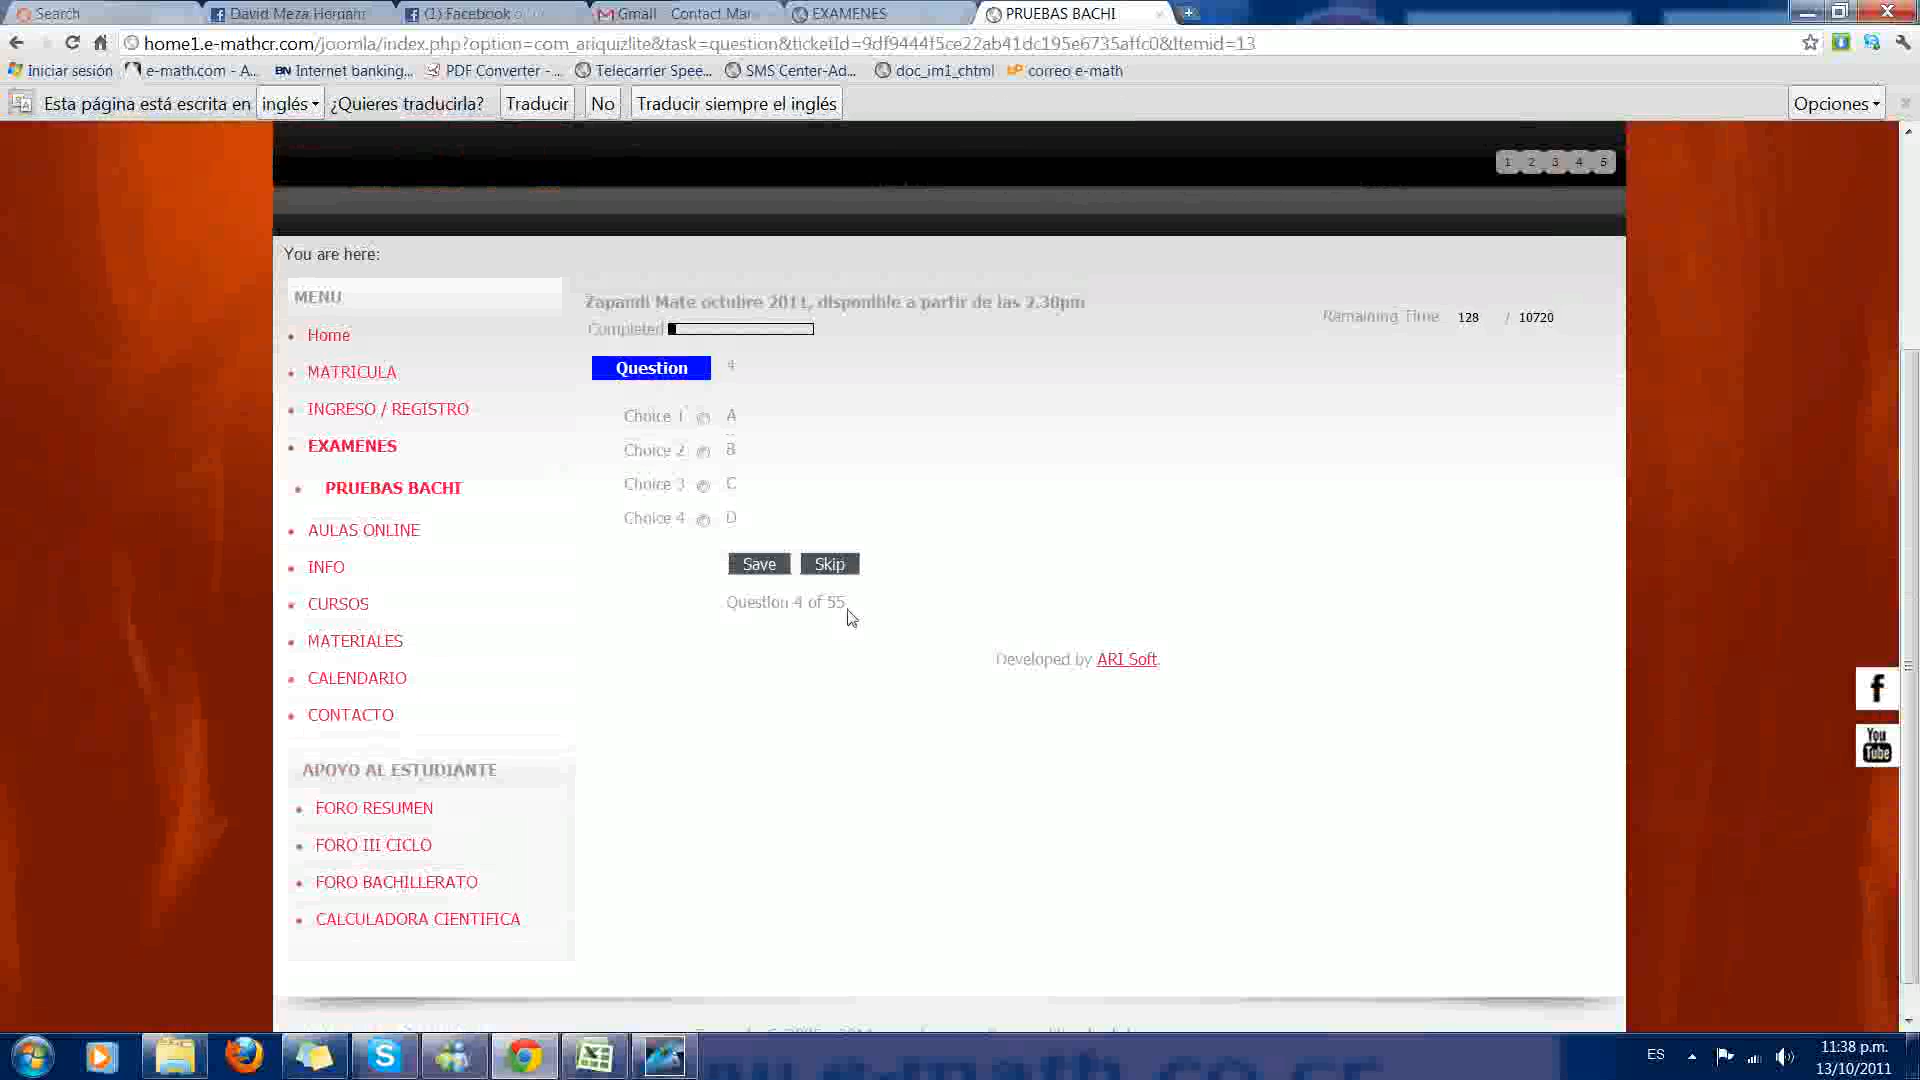 Search
David Meza Hernan
(1) Facebook
Gmail Contact Mar
EXAMENES
PRUEBAS BACHI
home1.e-mathcr.com/joomla/index.php?option=com_ariquizlite&task=question&ticketId=9df9444f5ce22ab41dc195e6735affc0&Itemid=13
Iniciar sesión
e-math.com - A...
BN Internet banking...
PDF Converter - ...
Telecarrier Spee...
SMS Center-Ad...
doc_im1_chtml
correo e-math
Esta página está escrita en inglés ¿Quieres traducirla? Traducir No Traducir siempre el inglés Opciones
1 2 3 4 5
You are here:
MENU
Home
MATRICULA
INGRESO / REGISTRO
EXAMENES
PRUEBAS BACHI
AULAS ONLINE
INFO
CURSOS
MATERIALES
CALENDARIO
CONTACTO
APOYO AL ESTUDIANTE
FORO RESUMEN
FORO III CICLO
FORO BACHILLERATO
CALCULADORA CIENTIFICA
Zapandi Mate octubre 2011, disponible a partir de las 2.30pm
Completed
Remaining Time 128 / 10720
Question 4
Choice 1 A
Choice 2 B
Choice 3 C
Choice 4 D
Save Skip
Question 4 of 55
Developed by ARI Soft.
f
You
Tube
ES
11:38 p.m.
13/10/2011